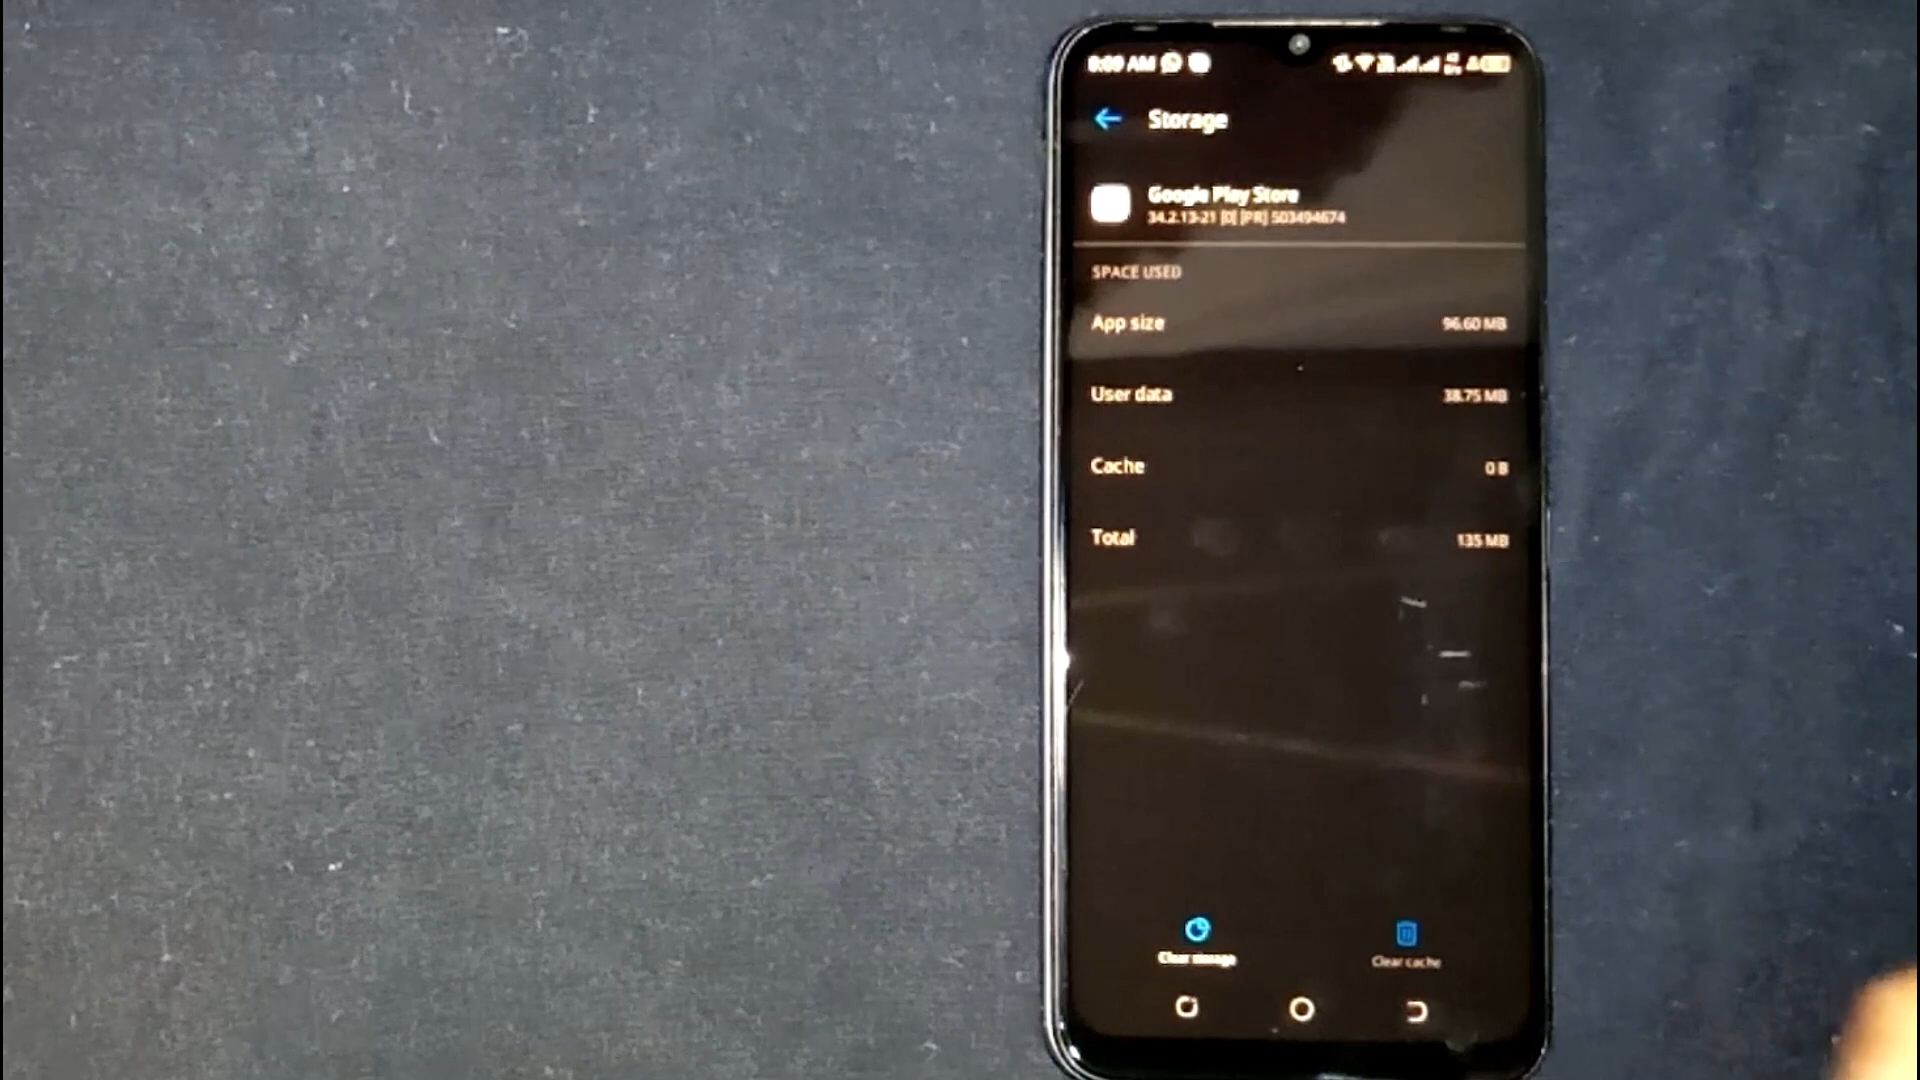 8:09 AM
Storage
Google Play Store
34.2.13-21 [0] [PR] 503494674
SPACE USED
App size 96.60 MB
User data 38.75 MB
Cache 0 B
Total 135 MB
Clear storage Clear cache